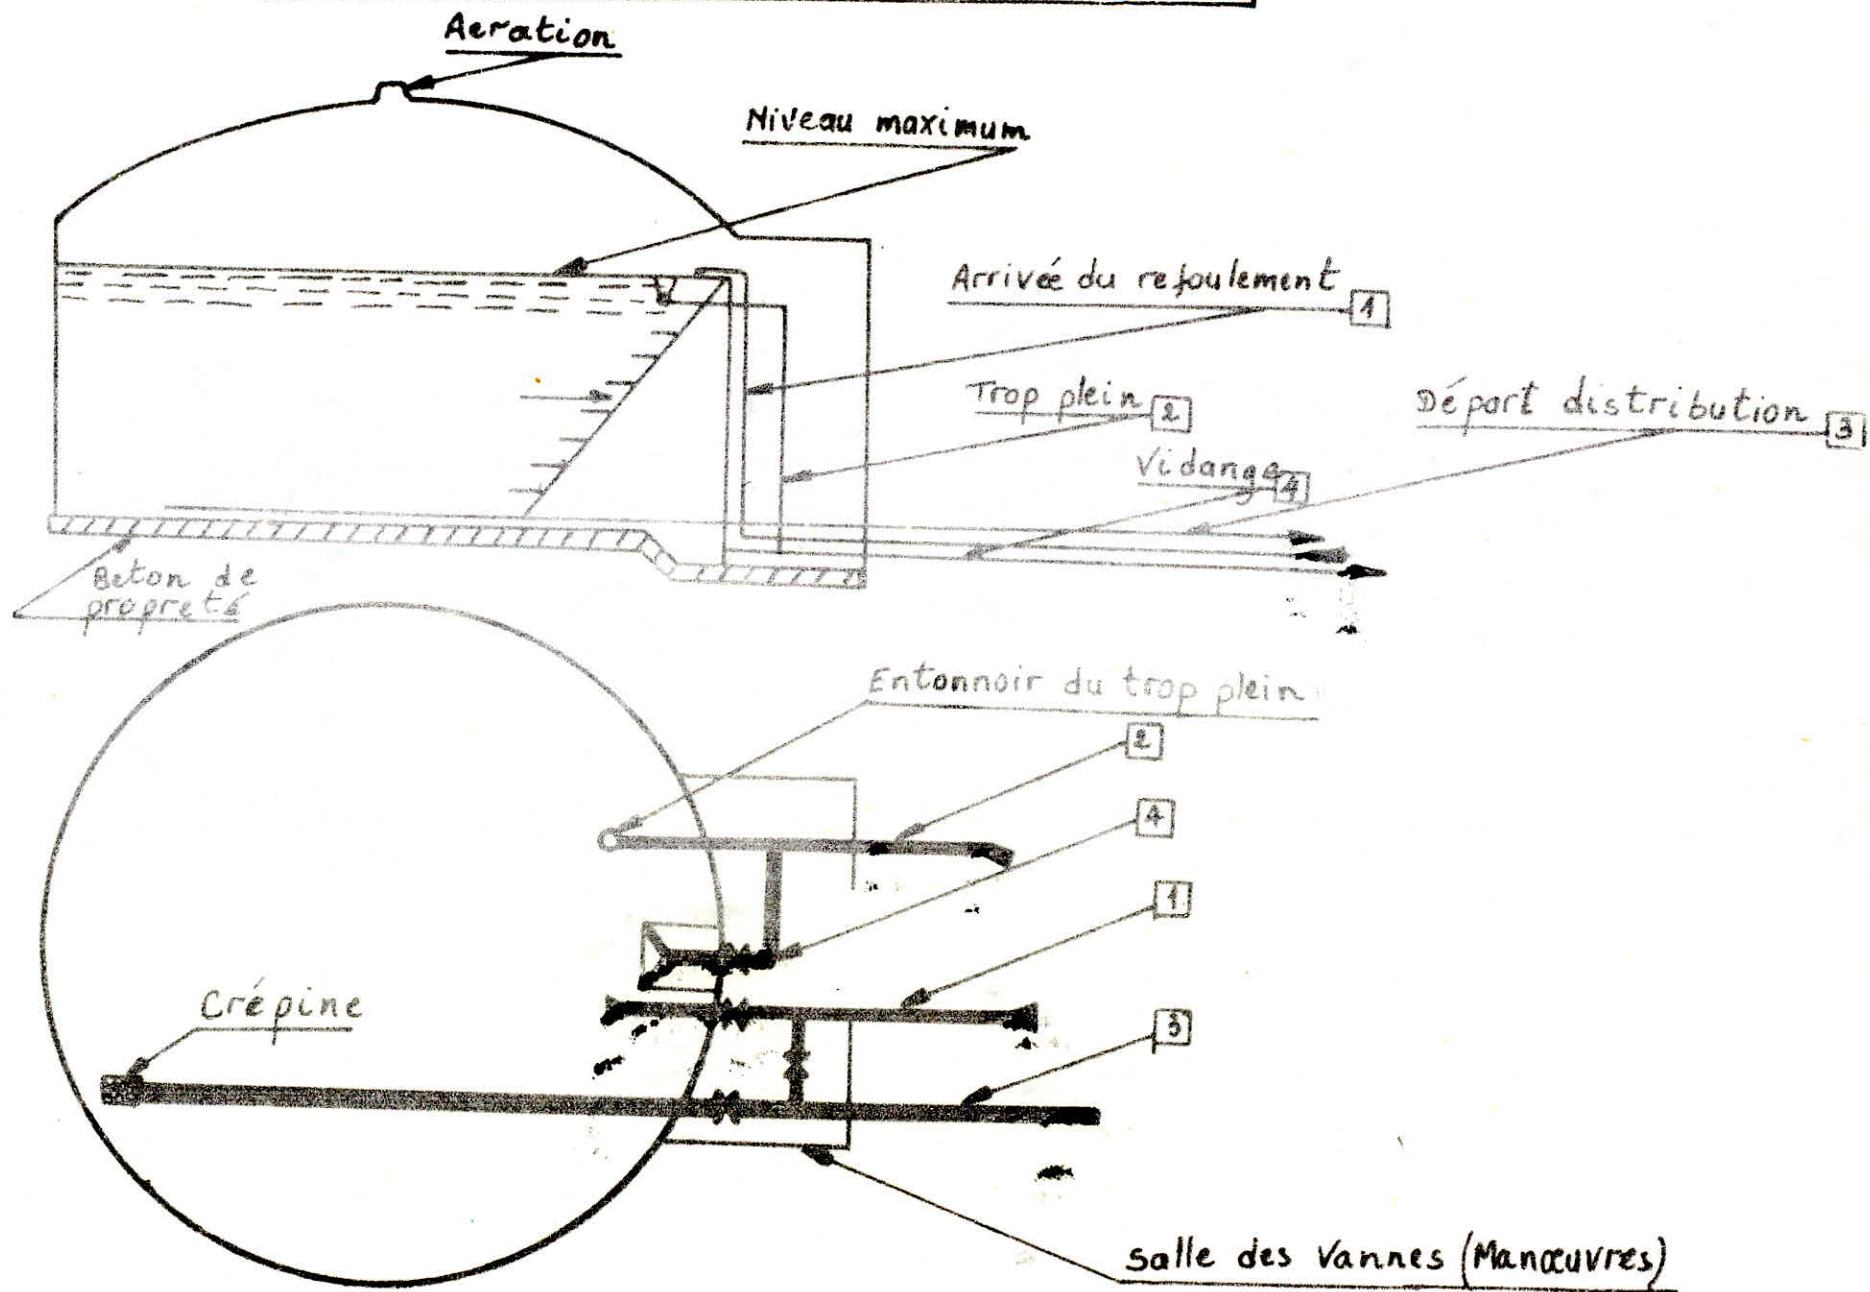 Aeration
Niveau maximum
Arrivée du refoulement 1
Trop plein 2
Départ distribution 3
Vidange 4
Beton de
propreté
Entonnoir du trop plein
2
4
1
Crépine
3
Salle des Vannes (Manœuvres)